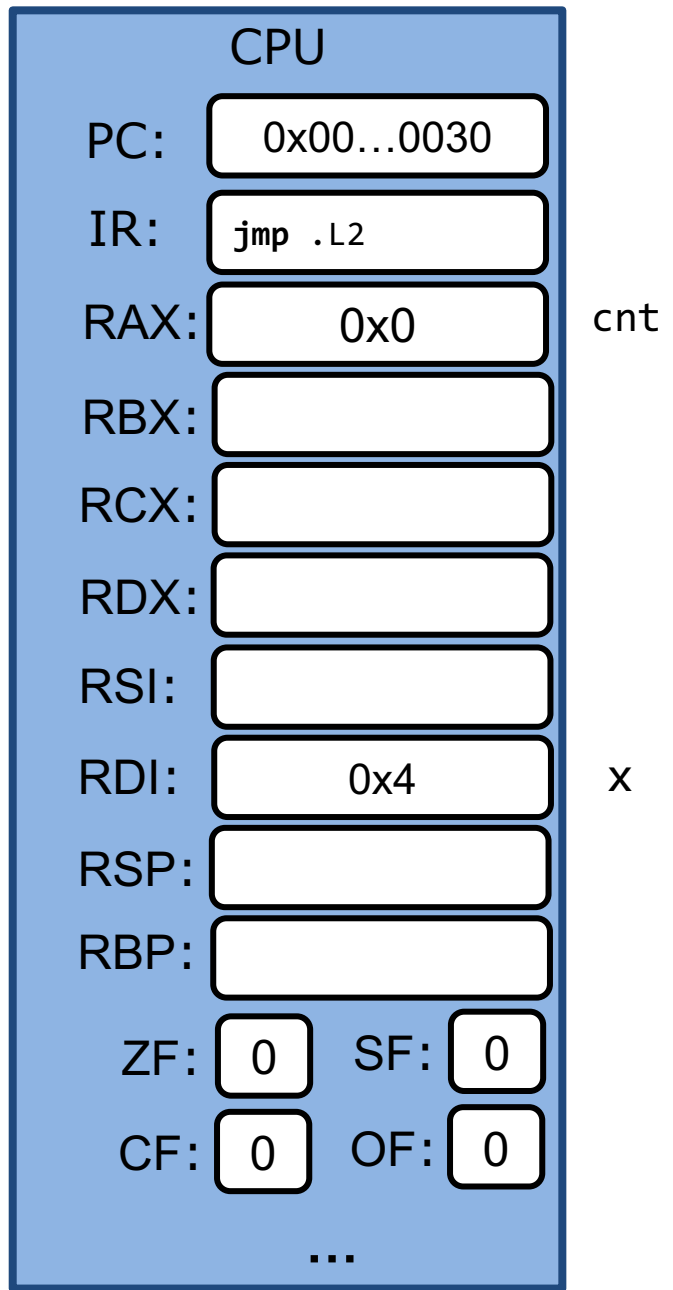 CPU
PC: 0x00…0030
IR: jmp .L2
RAX: 0x0 cnt
RBX:
RCX:
RDX:
RSI:
RDI: 0x4 x
RSP:
RBP:
ZF: 0 SF: 0
CF: 0 OF: 0
…